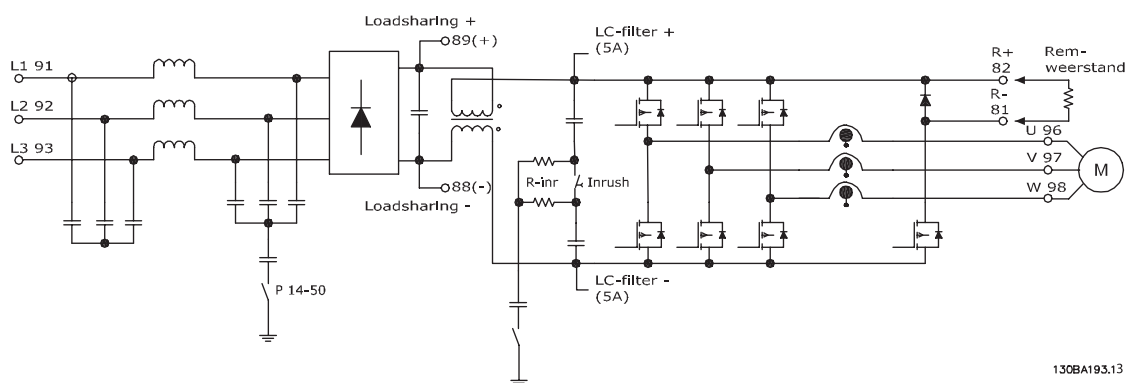 Loadsharing +
89(+)
LC-filter +
(5A)
R+
82
Rem-
weerstand
L1 91
L2 92
L3 93
R-
81
U 96
V 97
W 98
M
R-inr
Inrush
88(-)
Loadsharing -
LC-filter -
(5A)
P 14-50
130BA193.13